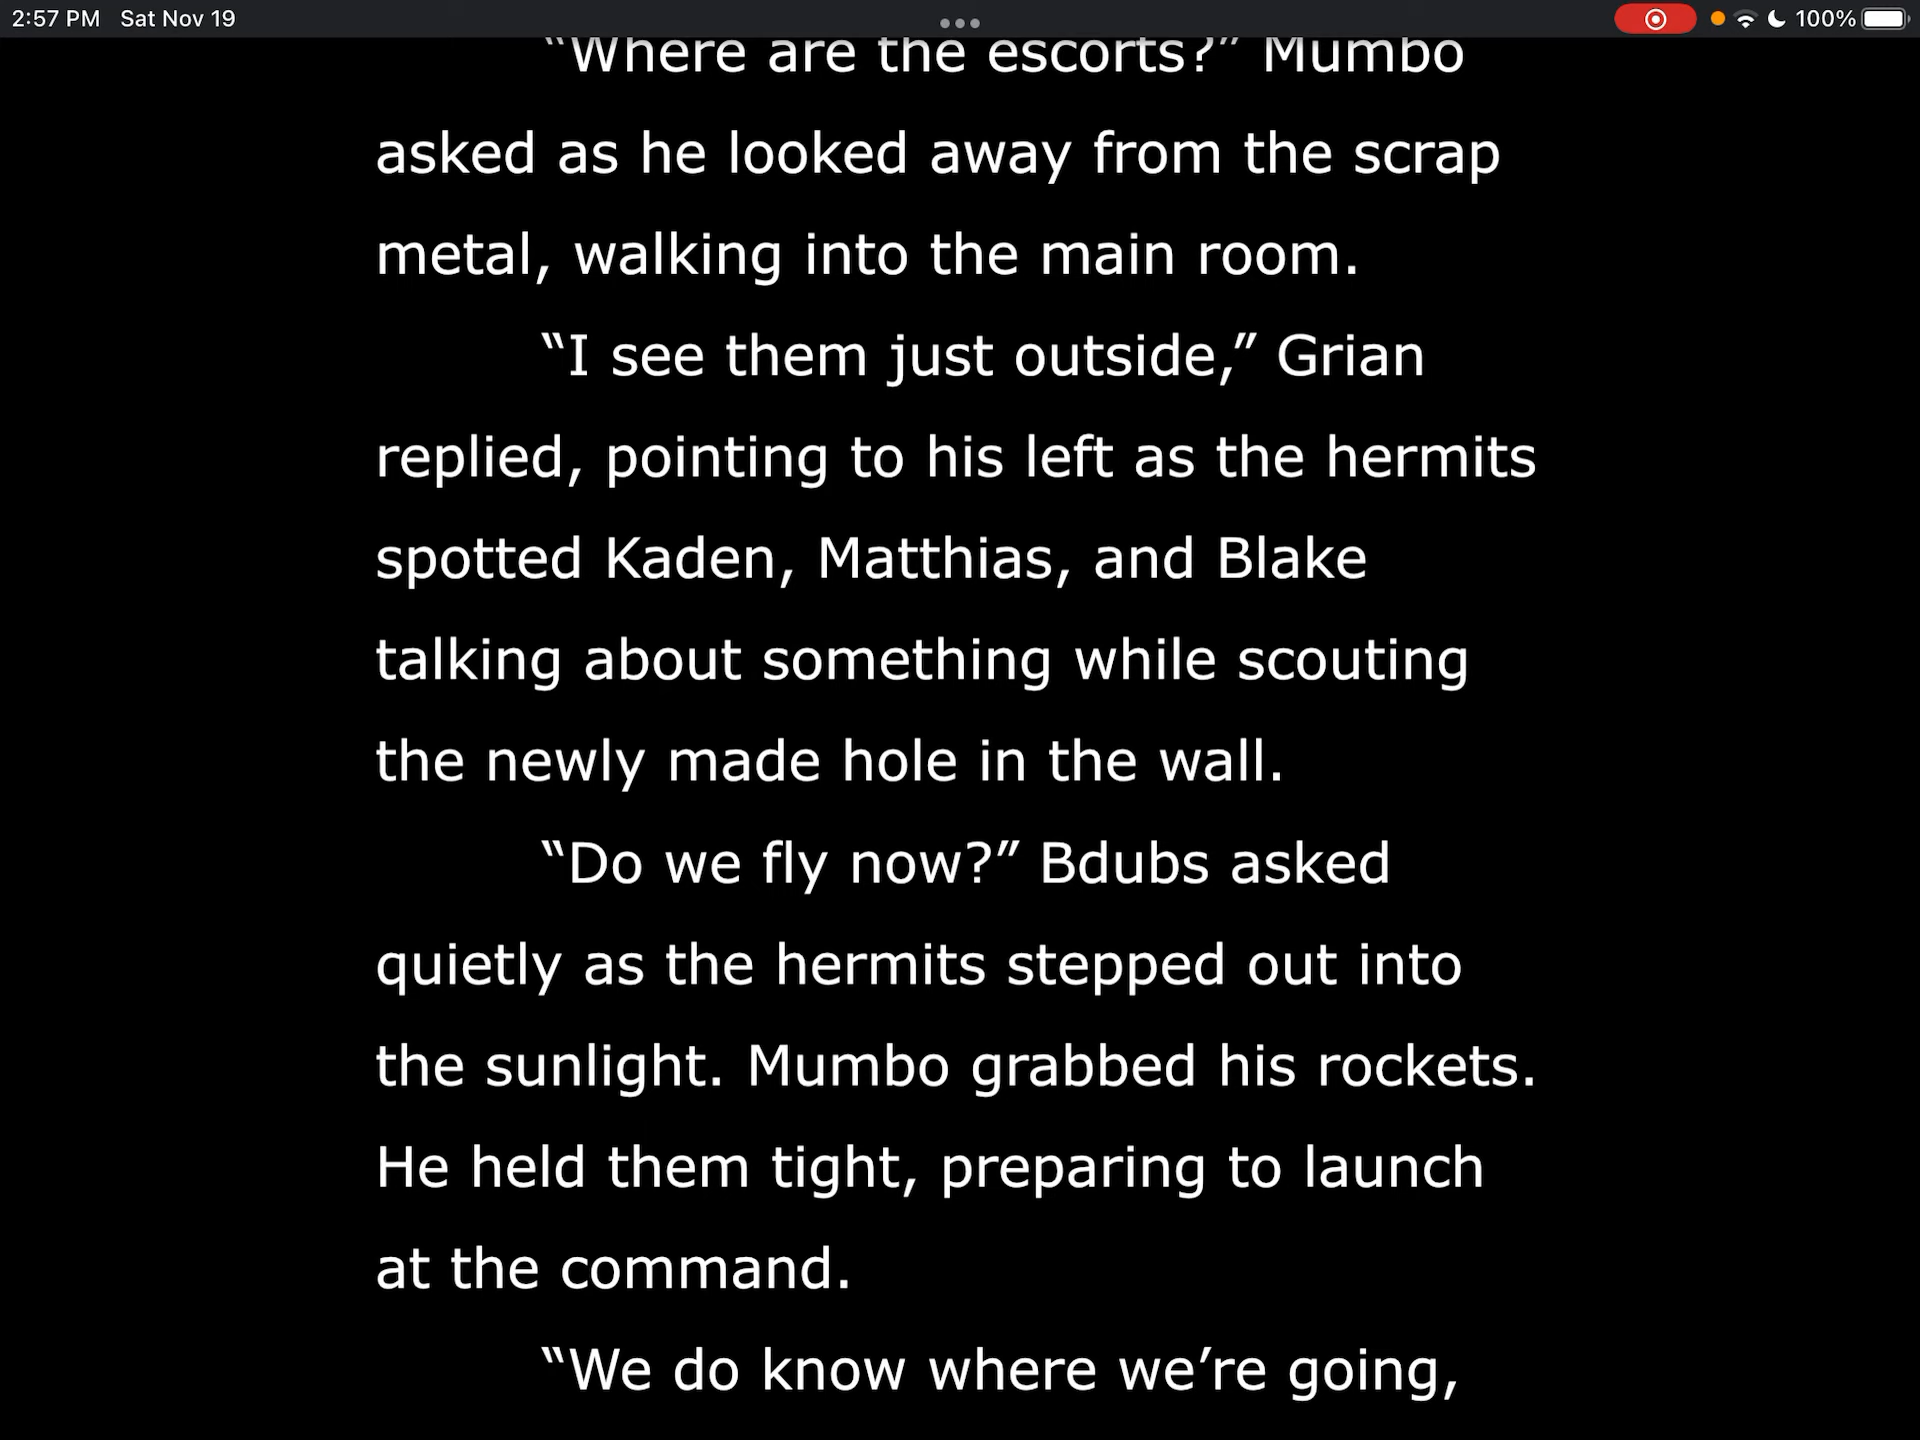 2:57 PM Sat Nov 19 100%
“Where are the escorts?” Mumbo
asked as he looked away from the scrap
metal, walking into the main room.
“I see them just outside,” Grian
replied, pointing to his left as the hermits
spotted Kaden, Matthias, and Blake
talking about something while scouting
the newly made hole in the wall.
“Do we fly now?” Bdubs asked
quietly as the hermits stepped out into
the sunlight. Mumbo grabbed his rockets.
He held them tight, preparing to launch
at the command.
“We do know where we’re going,